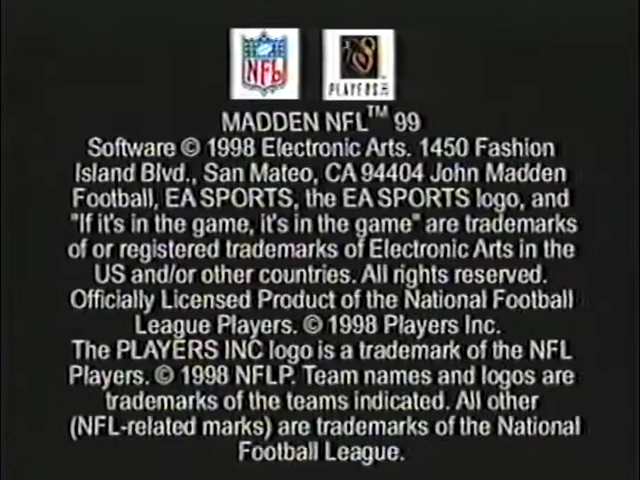 NFL
PLAYERS INC
MADDEN NFL™ 99
Software © 1998 Electronic Arts. 1450 Fashion
Island Blvd., San Mateo, CA 94404 John Madden
Football, EA SPORTS, the EA SPORTS logo, and
"If it's in the game, it's in the game" are trademarks
of or registered trademarks of Electronic Arts in the
US and/or other countries. All rights reserved.
Officially Licensed Product of the National Football
League Players. © 1998 Players Inc.
The PLAYERS INC logo is a trademark of the NFL
Players. © 1998 NFLP. Team names and logos are
trademarks of the teams indicated. All other
(NFL-related marks) are trademarks of the National
Football League.